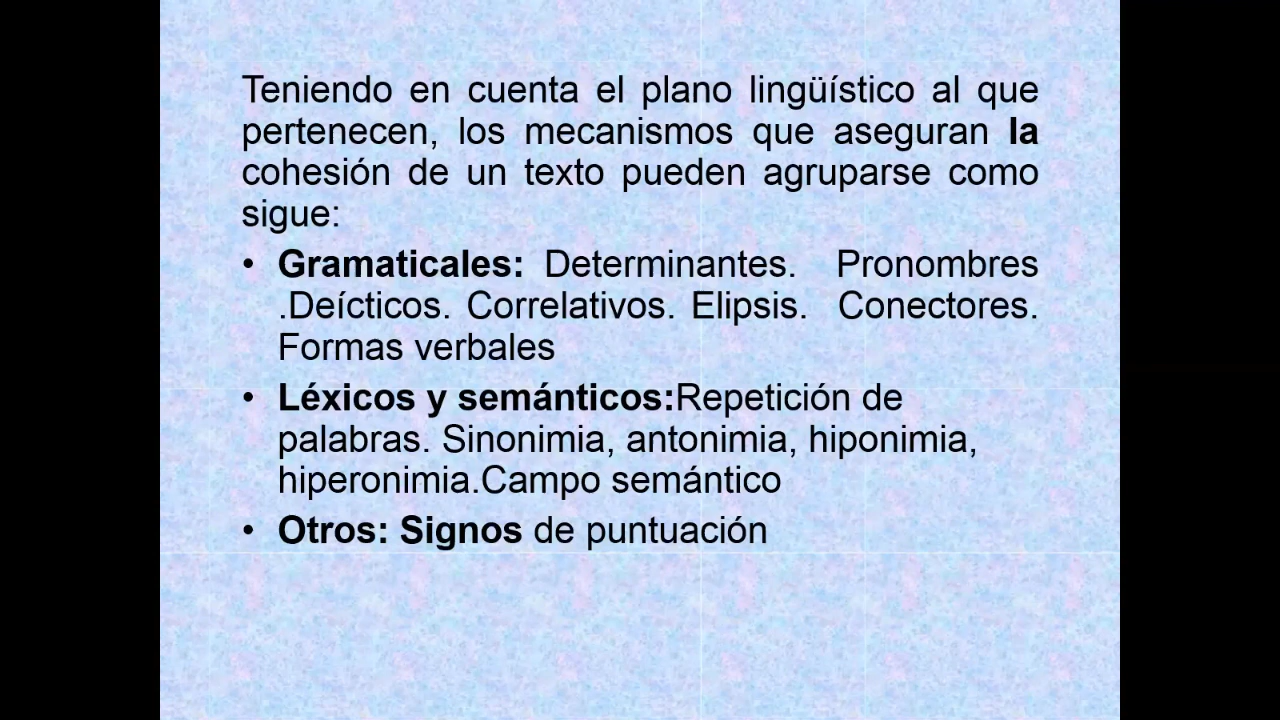 Teniendo en cuenta el plano lingüístico al que
pertenecen, los mecanismos que aseguran la
cohesión de un texto pueden agruparse como
sigue:
• Gramaticales: Determinantes. Pronombres
.Deícticos. Correlativos. Elipsis. Conectores.
Formas verbales
• Léxicos y semánticos:Repetición de
palabras. Sinonimia, antonimia, hiponimia,
hiperonimia.Campo semántico
• Otros: Signos de puntuación